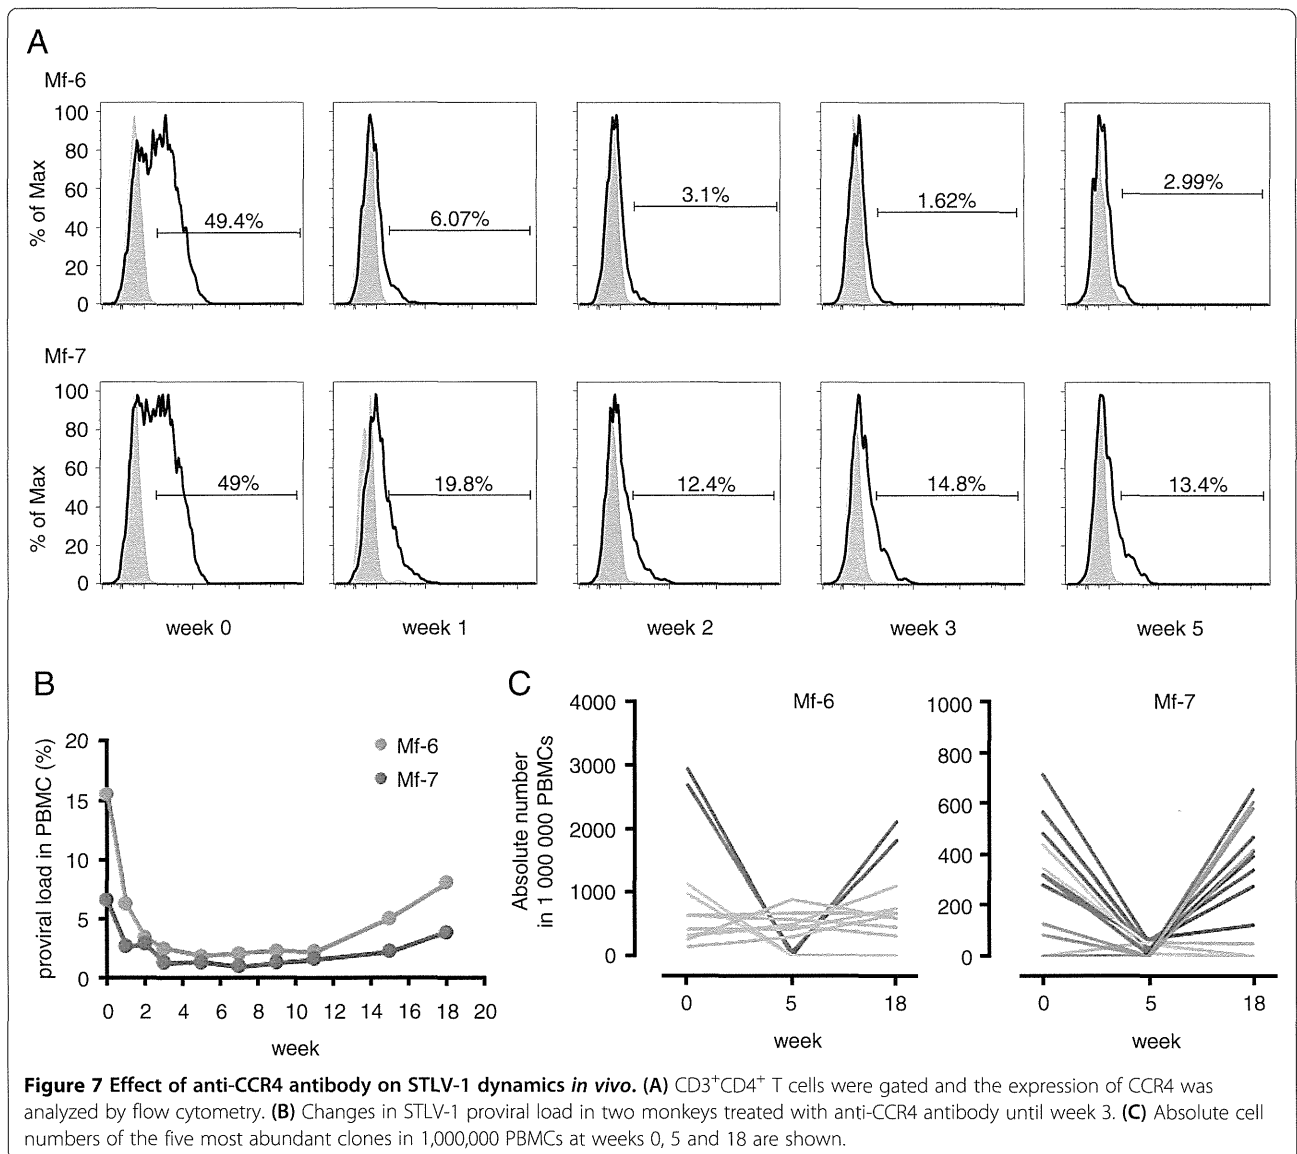 A
Mf-6
% of Max
100
80
60
40
20
0
49.4%
6.07%
3.1%
1.62%
2.99%
Mf-7
% of Max
100
80
60
40
20
0
49%
19.8%
12.4%
14.8%
13.4%
week 0
week 1
week 2
week 3
week 5
B
proviral load in PBMC (%)
20
15
10
5
0
Mf-6
Mf-7
0 2 4 6 8 10 12 14 16 18 20
week
C
Absolute number
in 1 000 000 PBMCs
Mf-6
4000
3000
2000
1000
0
0 5 18
week
Mf-7
1000
800
600
400
200
0
0 5 18
week
Figure 7 Effect of anti-CCR4 antibody on STLV-1 dynamics in vivo. (A) CD3⁺CD4⁺ T cells were gated and the expression of CCR4 was
analyzed by flow cytometry. (B) Changes in STLV-1 proviral load in two monkeys treated with anti-CCR4 antibody until week 3. (C) Absolute cell
numbers of the five most abundant clones in 1,000,000 PBMCs at weeks 0, 5 and 18 are shown.